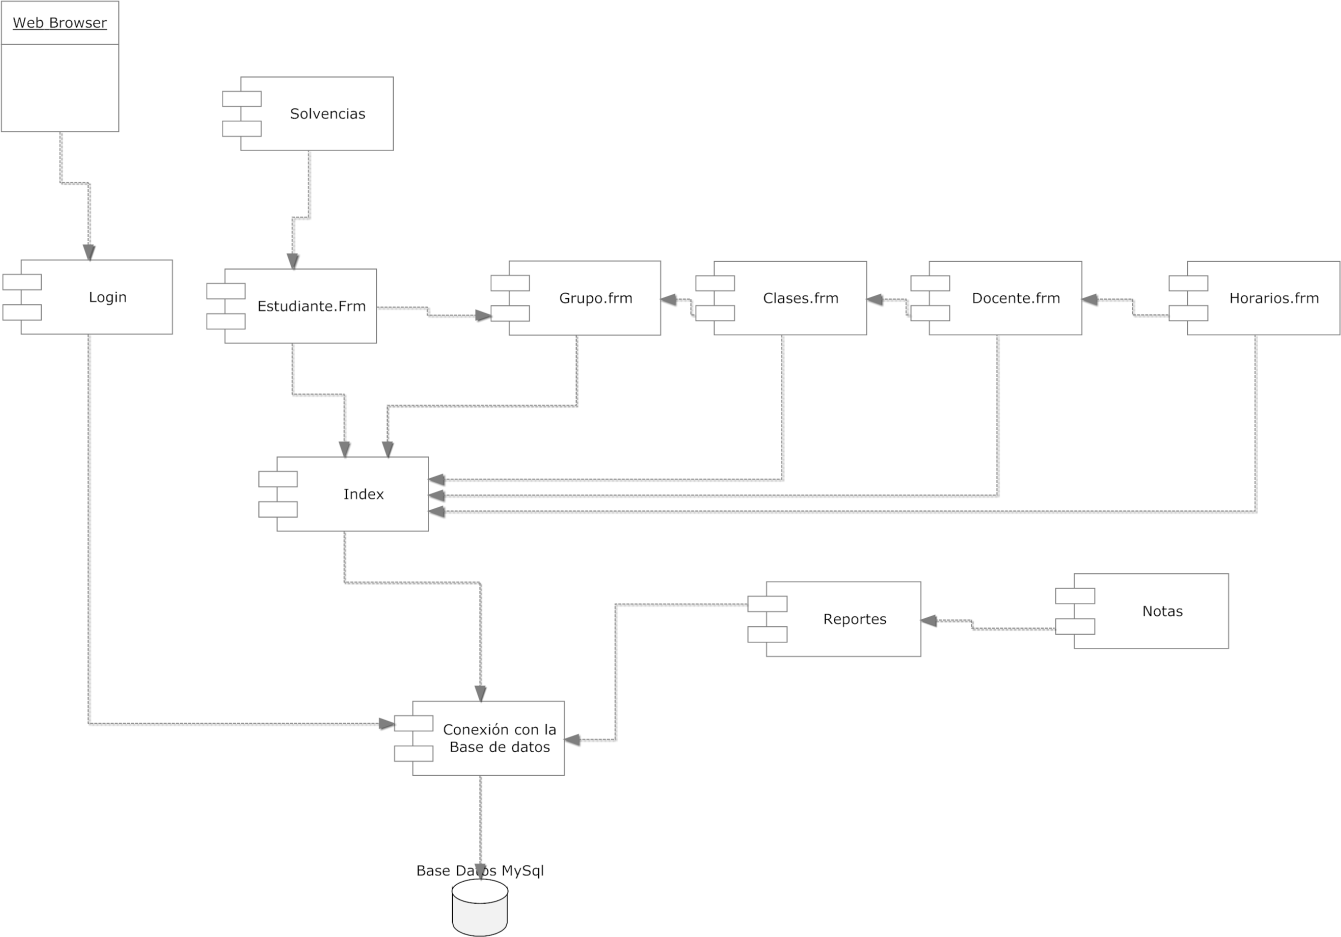 Web Browser
Solvencias
Login
Estudiante.Frm
Grupo.frm
Clases.frm
Docente.frm
Horarios.frm
Index
Reportes
Notas
Conexión con la
Base de datos
Base Datos MySql